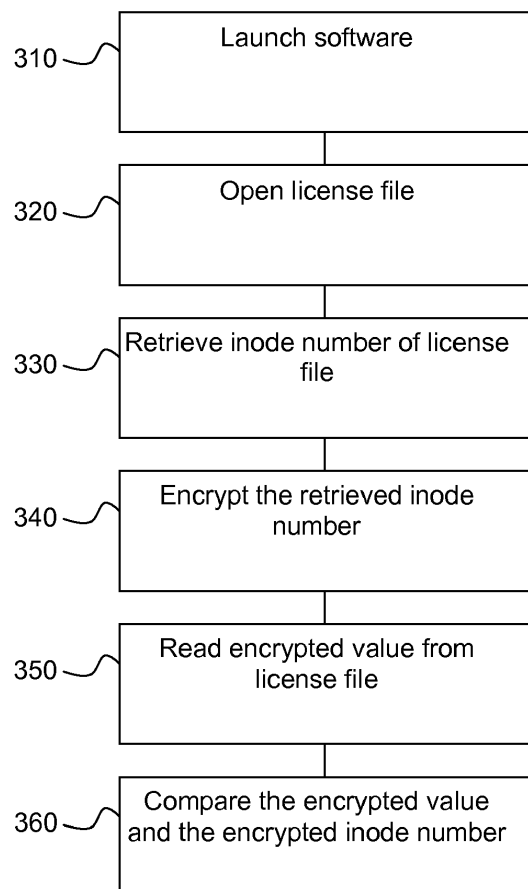 310
Launch software
320
Open license file
330
Retrieve inode number of license
file
340
Encrypt the retrieved inode
number
350
Read encrypted value from
license file
360
Compare the encrypted value
and the encrypted inode number